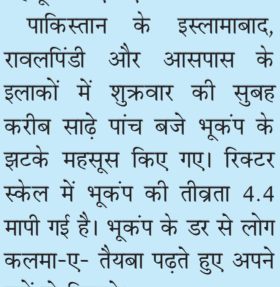 पाकिस्तान के इस्लामाबाद,
रावलपिंडी और आसपास के
इलाकों में शुक्रवार की सुबह
करीब साढ़े पांच बजे भूकंप के
झटके महसूस किए गए। रिक्टर
स्केल में भूकंप की तीव्रता 4.4
मापी गई है। भूकंप के डर से लोग
कलमा-ए- तैयबा पढ़ते हुए अपने